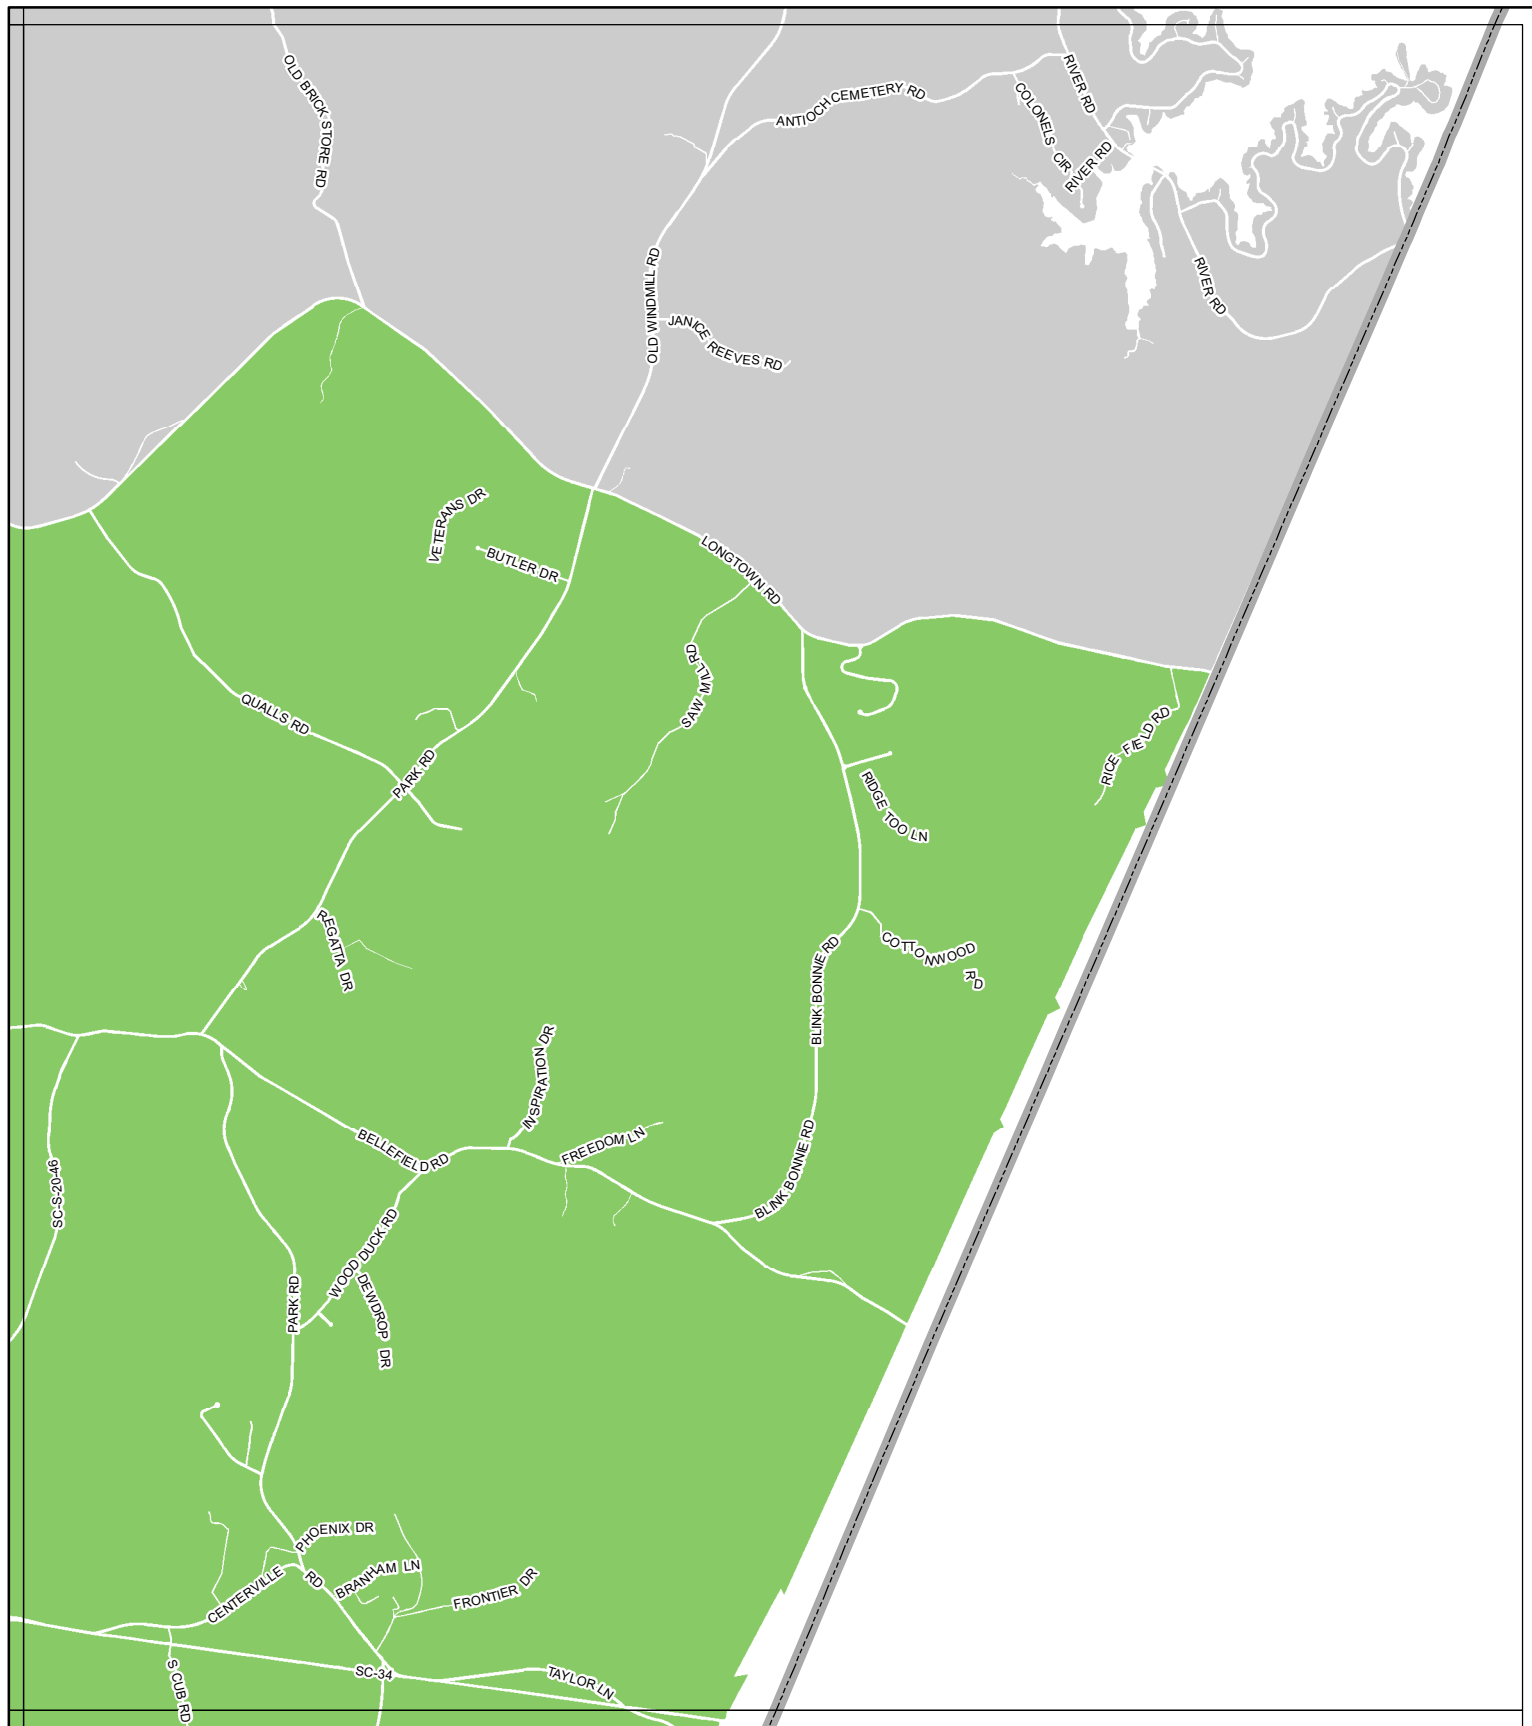 OLD BRICK STORE RD
ANTIOCH CEMETERY RD
RIVER RD
COLONELS CIR
RIVER RD
RIVER RD
OLD WINDMILL RD
JANICE REEVES RD
VETERANS DR
BUTLER DR
LONGTOWN RD
SAW MILL RD
QUALLS RD
PARK RD
RICE FIELD RD
RIDGE TOO LN
REGATTA DR
COTTONWOOD RD
BLINK BONNIE RD
INSPIRATION DR
BELLEFIELD RD
FREEDOM LN
BLINK BONNIE RD
SC-S-20-46
WOOD DUCK RD
PARK RD
DEWDROP DR
PHOENIX DR
CENTERVILLE RD
BRANHAM LN
FRONTIER DR
SC-34
TAYLOR LN
S CUB RD